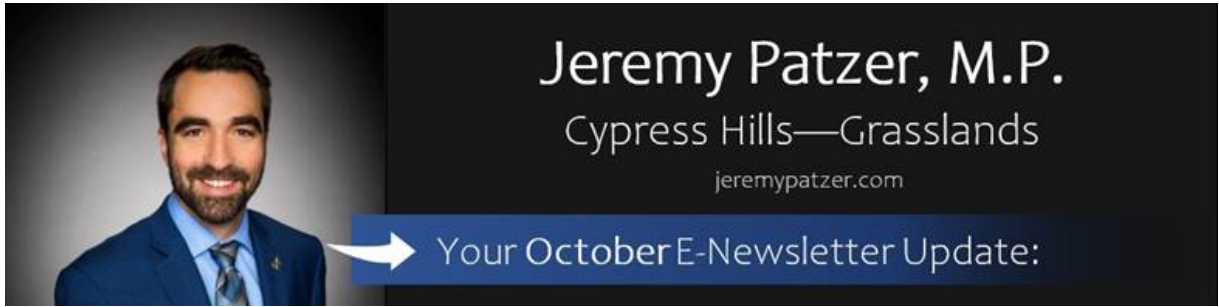 Jeremy Patzer, M.P.
Cypress Hills—Grasslands
jeremypatzer.com
Your October E-Newsletter Update: